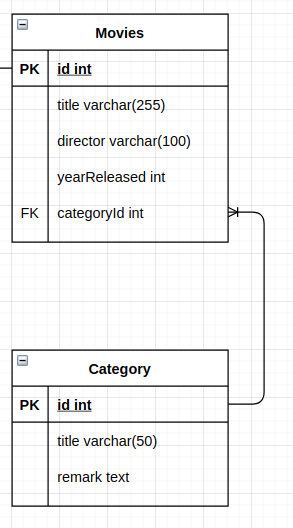 Movies
PK id int
title varchar(255)
director varchar(100)
yearReleased int
FK categoryId int
Category
PK id int
title varchar(50)
remark text